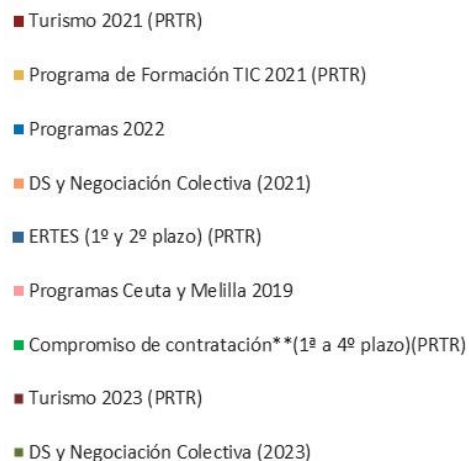 Turismo 2021 (PRTR)
Programa de Formación TIC 2021 (PRTR)
Programas 2022
DS y Negociación Colectiva (2021)
ERTES (1º y 2º plazo) (PRTR)
Programas Ceuta y Melilla 2019
Compromiso de contratación**(1ª a 4º plazo)(PRTR)
Turismo 2023 (PRTR)
DS y Negociación Colectiva (2023)